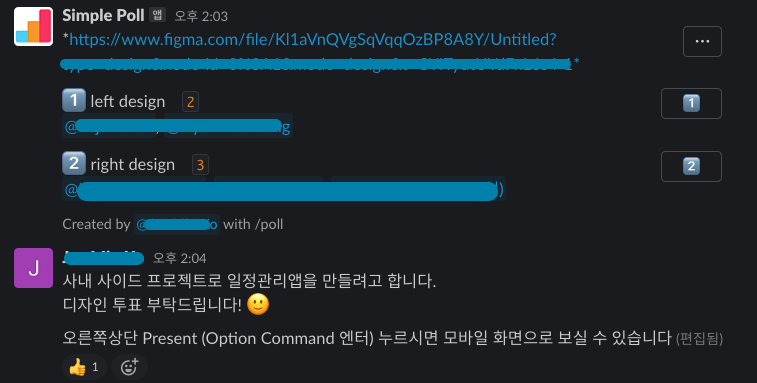 Simple Poll 앱 오후 2:03
*https://www.figma.com/file/Kl1aVnQVgSqVqqOzBP8A8Y/Untitled?
1 left design 2
1
@
2 right design 3
2
@
Created by @ with /poll
J 오후 2:04
사내 사이드 프로젝트로 일정관리앱을 만들려고 합니다.
디자인 투표 부탁드립니다! 🙂
오른쪽상단 Present (Option Command 엔터) 누르시면 모바일 화면으로 보실 수 있습니다 (편집됨)
👍 1